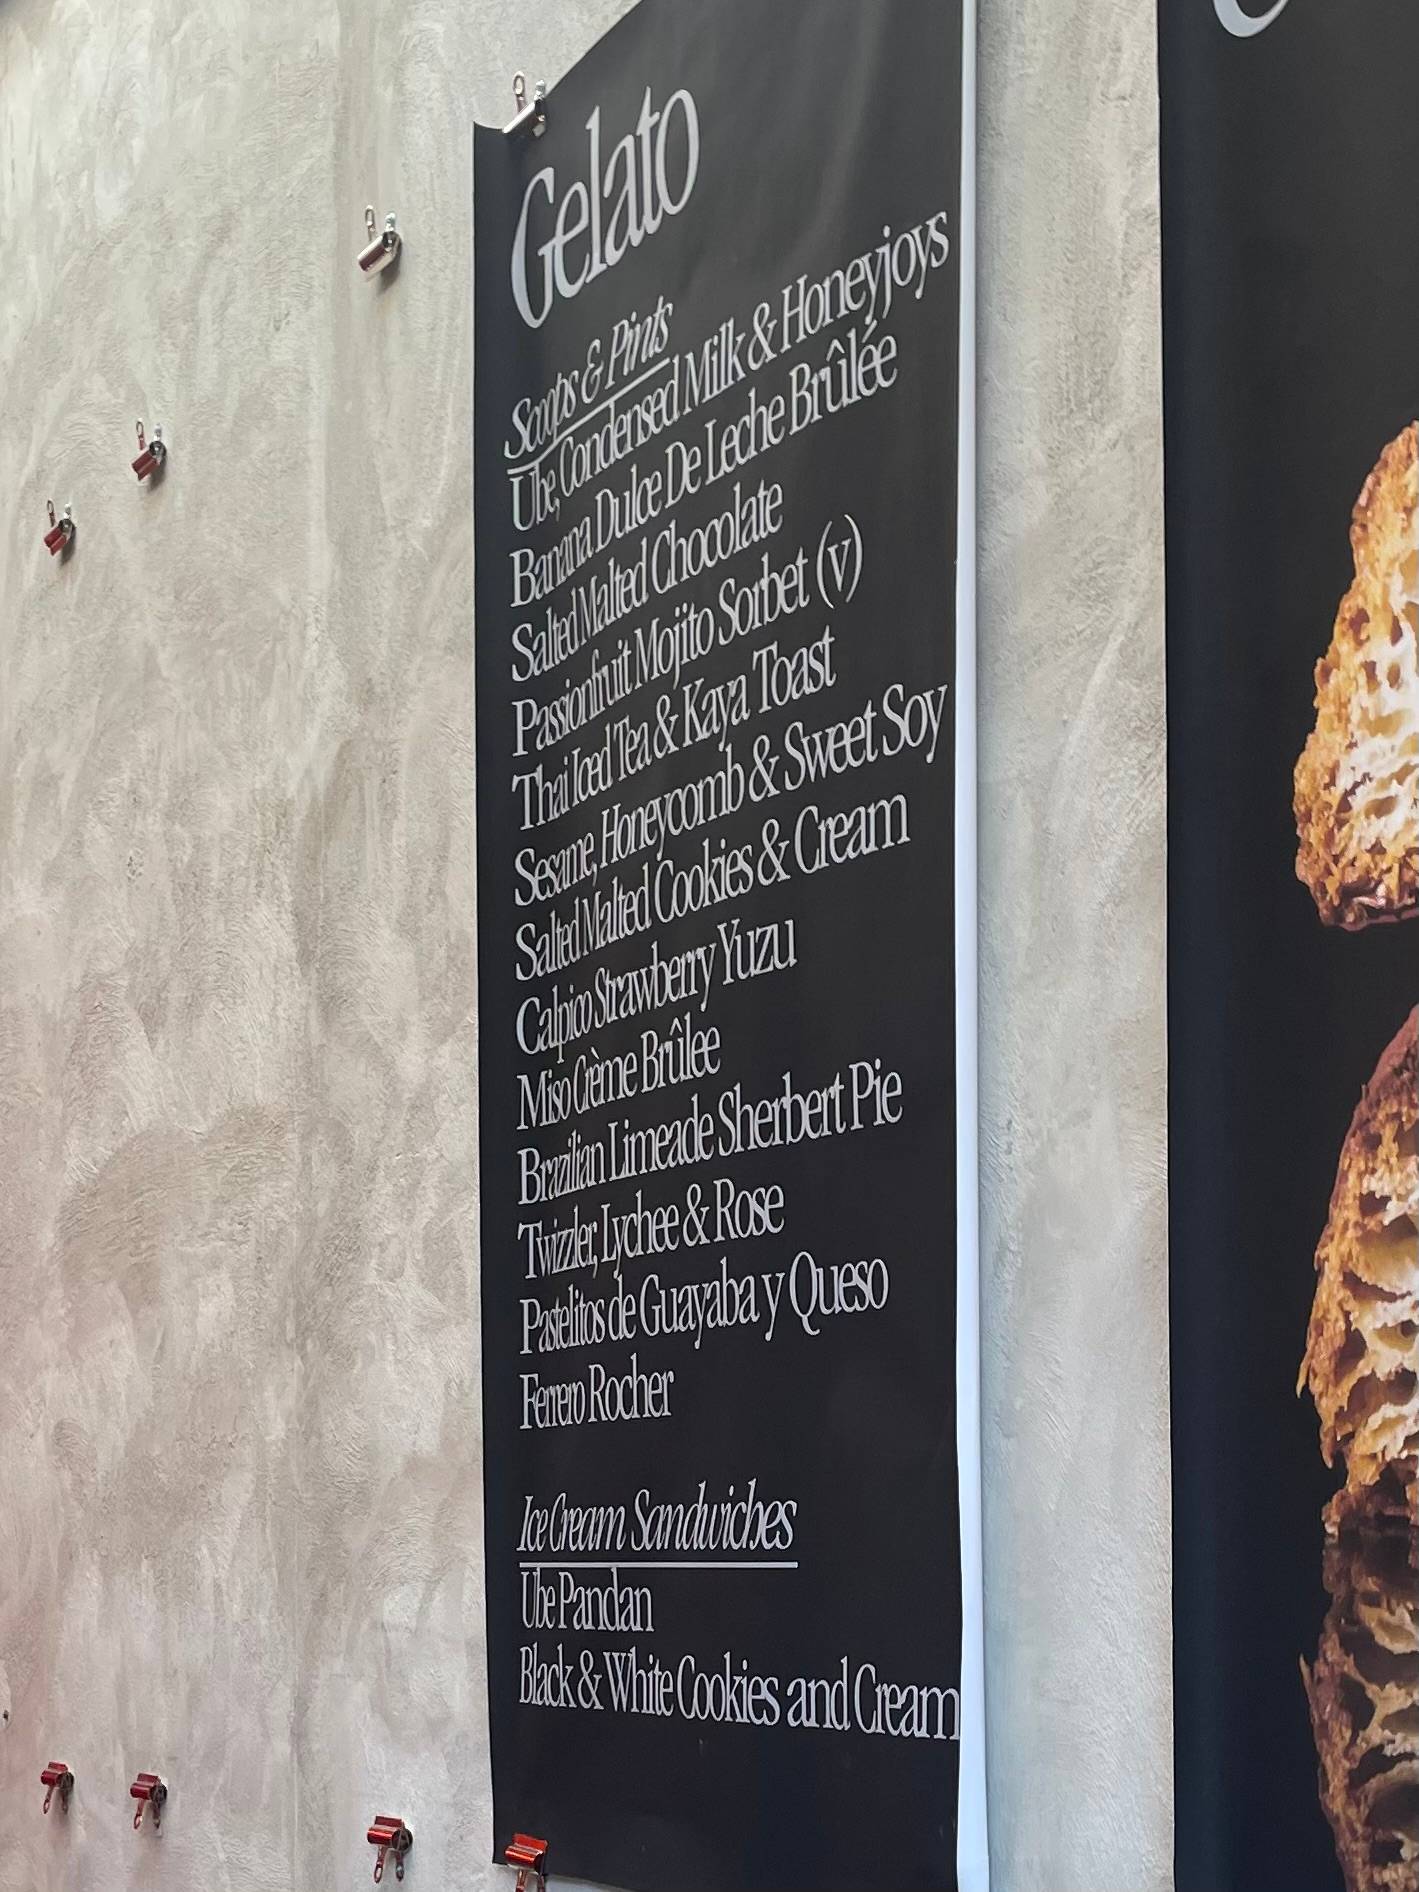 Gelato
Scoops & Pints
Ube, Condensed Milk & Honeyjoys
Banana Dulce De Leche Brûlée
Salted Malted Chocolate
Passionfruit Mojito Sorbet (v)
Thai Iced Tea & Kaya Toast
Sesame, Honeycomb & Sweet Soy
Salted Malted Cookies & Cream
Calpico Strawberry Yuzu
Miso Crème Brûlee
Brazilian Limeade Sherbert Pie
Twizzler, Lychee & Rose
Pastelitos de Guayaba y Queso
Ferrero Rocher
Ice Cream Sandwiches
Ube Pandan
Black & White Cookies and Cream